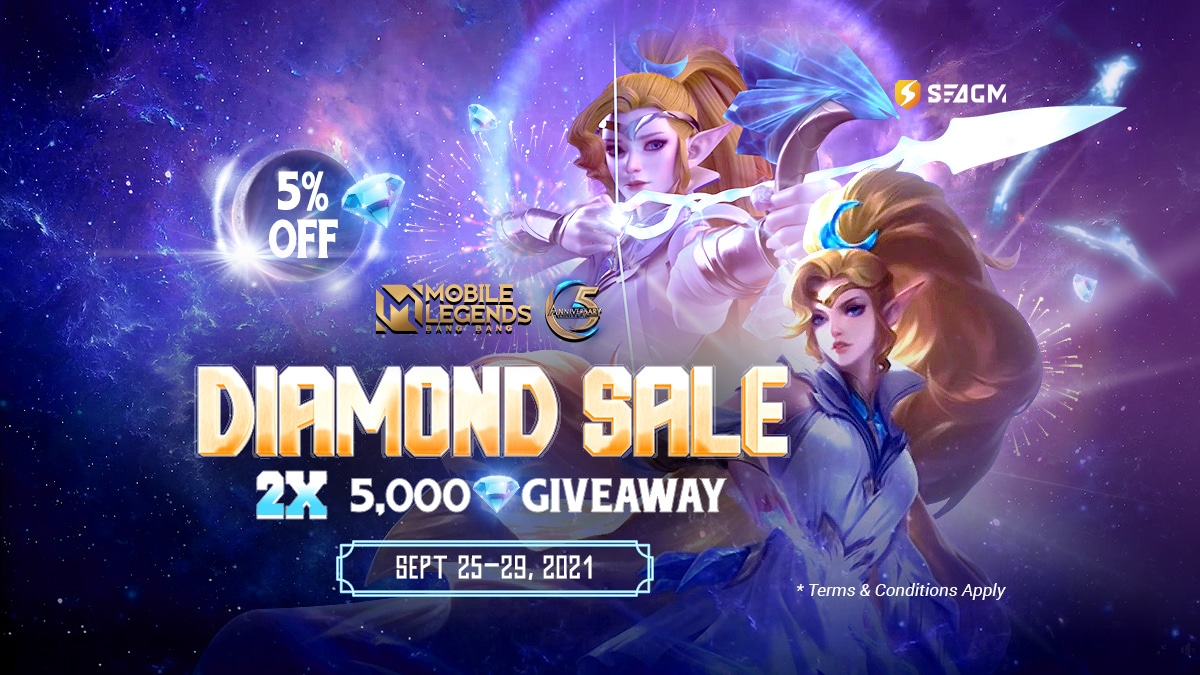 SEAGM
5%
OFF
MOBILE
LEGENDS
BANG BANG
5
ANNIVERSARY
DIAMOND SALE
2X 5,000 GIVEAWAY
SEPT 25-29, 2021
* Terms & Conditions Apply